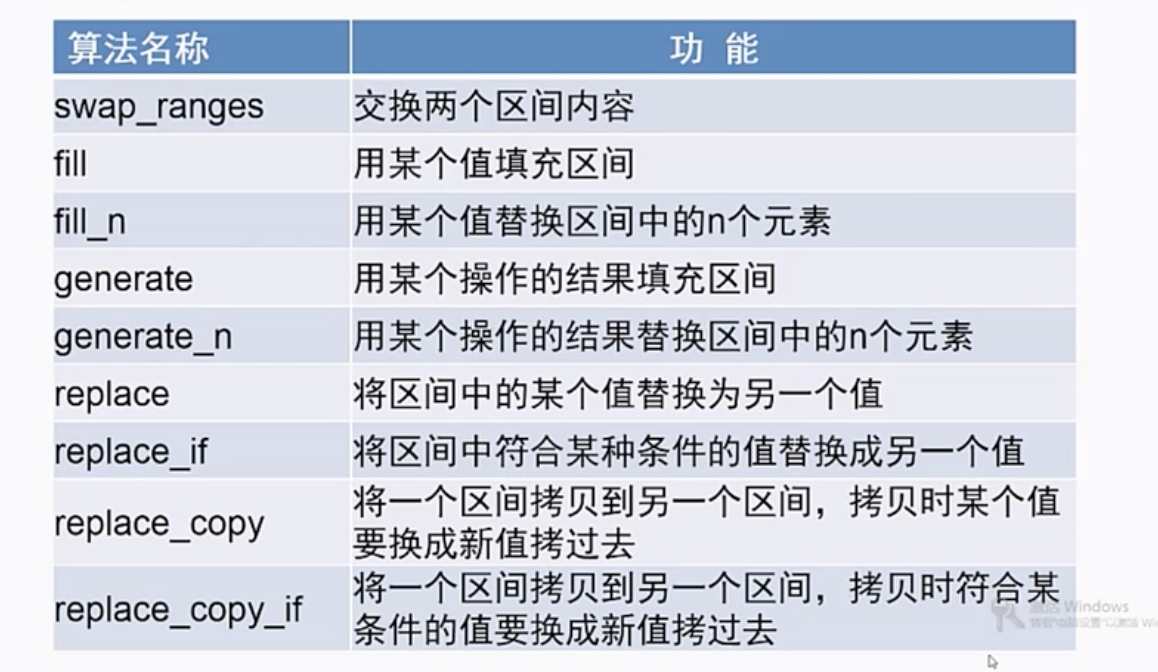 算法名称 功 能
swap_ranges 交换两个区间内容
fill 用某个值填充区间
fill_n 用某个值替换区间中的n个元素
generate 用某个操作的结果填充区间
generate_n 用某个操作的结果替换区间中的n个元素
replace 将区间中的某个值替换为另一个值
replace_if 将区间中符合某种条件的值替换成另一个值
replace_copy 将一个区间拷贝到另一个区间，拷贝时某个值
要换成新值拷过去
replace_copy_if 将一个区间拷贝到另一个区间，拷贝时符合某
条件的值要换成新值拷过去
激活 Windows
转到"电脑设置"以激活 Wi